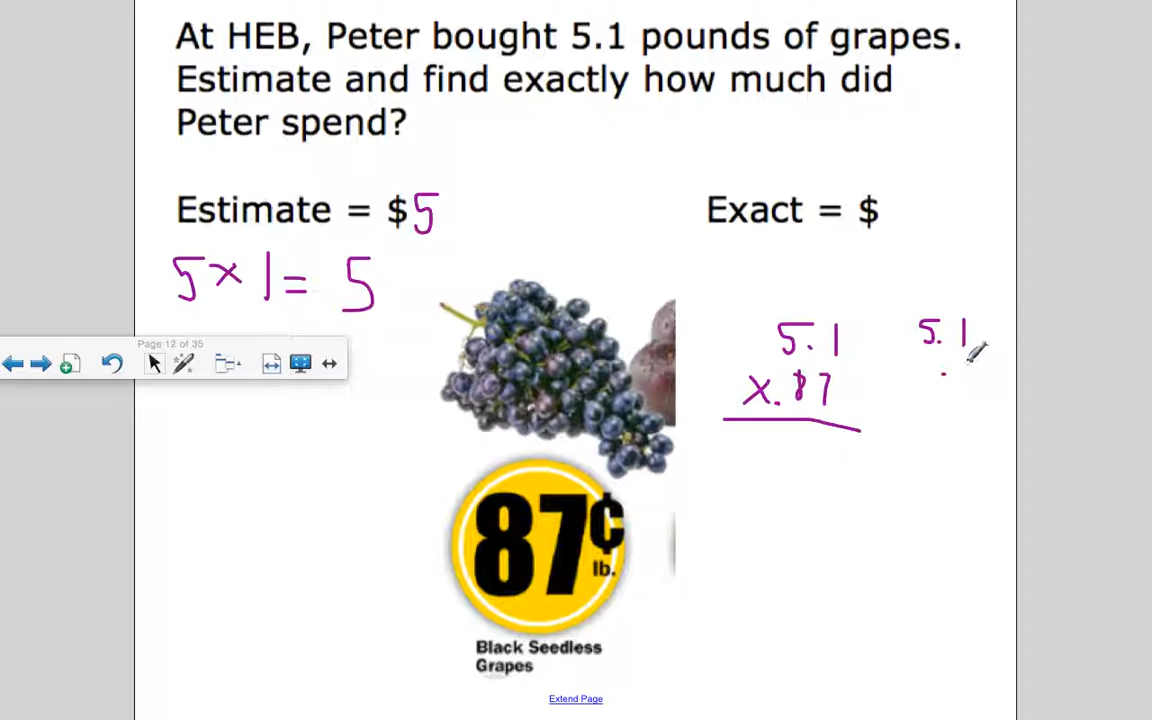 At HEB, Peter bought 5.1 pounds of grapes.
Estimate and find exactly how much did
Peter spend?
Estimate = $5
Exact = $
5 x 1 = 5
Page 12 of 35
5.1
x.87
5.1
.
87¢
lb.
Black Seedless
Grapes
Extend Page